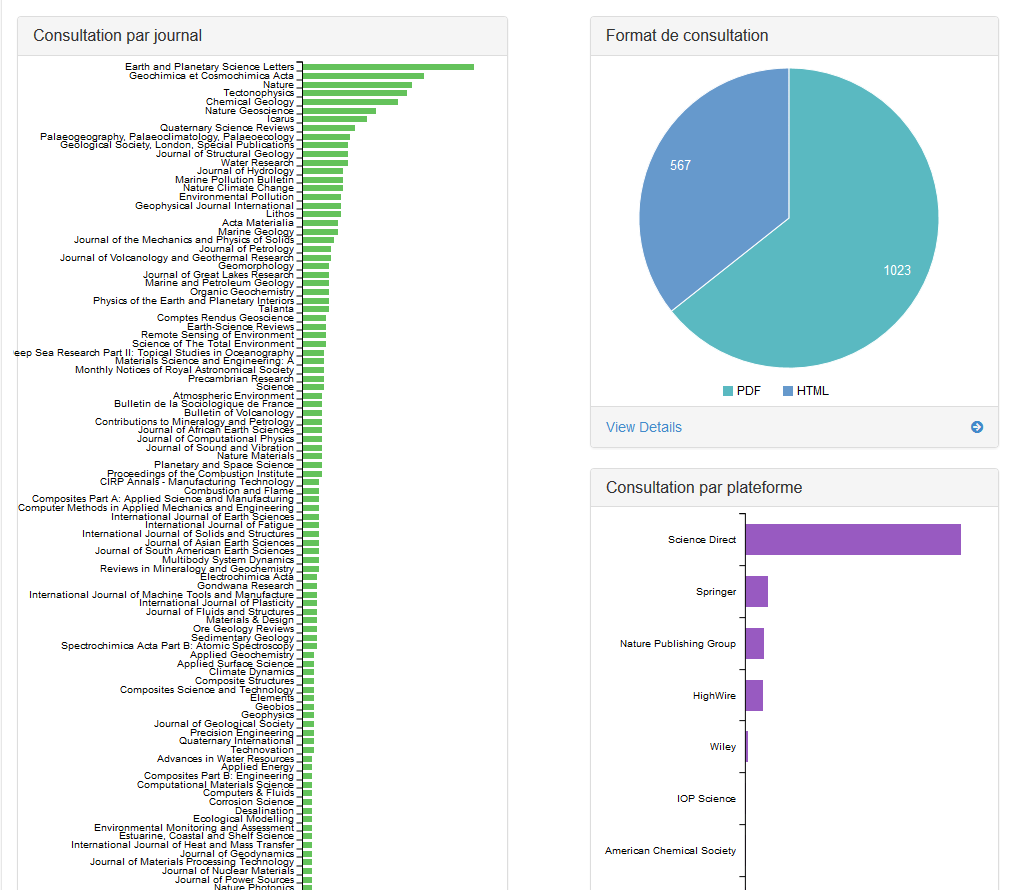 Consultation par journal
Earth and Planetary Science Letters
Geochimica et Cosmochimica Acta
Nature
Tectonophysics
Chemical Geology
Nature Geoscience
Icarus
Quaternary Science Reviews
Palaeogeography, Palaeoclimatology, Palaeoecology
Geological Society, London, Special Publications
Journal of Structural Geology
Water Research
Journal of Hydrology
Marine Pollution Bulletin
Nature Climate Change
Environmental Pollution
Geophysical Journal International
Lithos
Acta Materialia
Marine Geology
Journal of the Mechanics and Physics of Solids
Journal of Petrology
Journal of Volcanology and Geothermal Research
Geomorphology
Journal of Great Lakes Research
Marine and Petroleum Geology
Organic Geochemistry
Physics of the Earth and Planetary Interiors
Talanta
Comptes Rendus Geoscience
Earth-Science Reviews
Remote Sensing of Environment
Science of The Total Environment
eep Sea Research Part II: Topical Studies in Oceanography
Materials Science and Engineering: A
Monthly Notices of Royal Astronomical Society
Precambrian Research
Science
Atmospheric Environment
Bulletin de la Sociologique de France
Bulletin of Volcanology
Contributions to Mineralogy and Petrology
Journal of African Earth Sciences
Journal of Computational Physics
Journal of Sound and Vibration
Nature Materials
Planetary and Space Science
Proceedings of the Combustion Institute
CIRP Annals - Manufacturing Technology
Combustion and Flame
Composites Part A: Applied Science and Manufacturing
Computer Methods in Applied Mechanics and Engineering
International Journal of Earth Sciences
International Journal of Fatigue
International Journal of Solids and Structures
Journal of Asian Earth Sciences
Journal of South American Earth Sciences
Multibody System Dynamics
Reviews in Mineralogy and Geochemistry
Electrochimica Acta
Gondwana Research
International Journal of Machine Tools and Manufacture
International Journal of Plasticity
Journal of Fluids and Structures
Materials & Design
Ore Geology Reviews
Sedimentary Geology
Spectrochimica Acta Part B: Atomic Spectroscopy
Applied Geochemistry
Applied Surface Science
Climate Dynamics
Composite Structures
Composites Science and Technology
Elements
Geobios
Geophysics
Journal of Geological Society
Precision Engineering
Quaternary International
Technovation
Advances in Water Resources
Applied Energy
Composites Part B: Engineering
Computational Materials Science
Computers & Fluids
Corrosion Science
Desalination
Ecological Modelling
Environmental Monitoring and Assessment
Estuarine, Coastal and Shelf Science
International Journal of Heat and Mass Transfer
Journal of Geodynamics
Journal of Materials Processing Technology
Journal of Nuclear Materials
Journal of Power Sources
Nature Photonics
Format de consultation
567
1023
PDF HTML
View Details
Consultation par plateforme
Science Direct
Springer
Nature Publishing Group
HighWire
Wiley
IOP Science
American Chemical Society